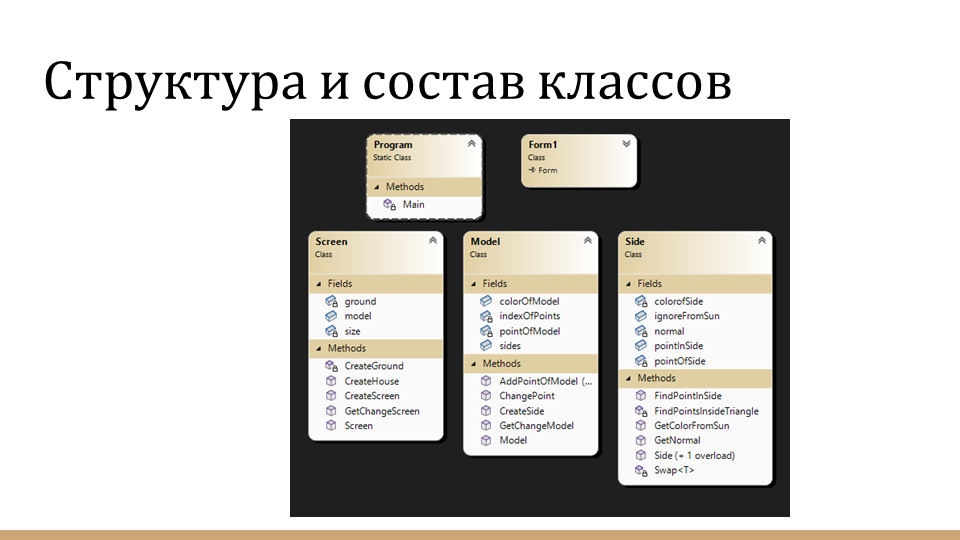 Структура и состав классов
Program
Static Class
Methods
Main
Form1
Class
Form
Screen
Class
Fields
ground
model
size
Methods
CreateGround
CreateHouse
CreateScreen
GetChangeScreen
Screen
Model
Class
Fields
colorOfModel
indexOfPoints
pointOfModel
sides
Methods
AddPointOfModel (...
ChangePoint
CreateSide
GetChangeModel
Model
Side
Class
Fields
colorofSide
ignoreFromSun
normal
pointInSide
pointOfSide
Methods
FindPointInSide
FindPointsInsideTriangle
GetColorFromSun
GetNormal
Side (+ 1 overload)
Swap<T>